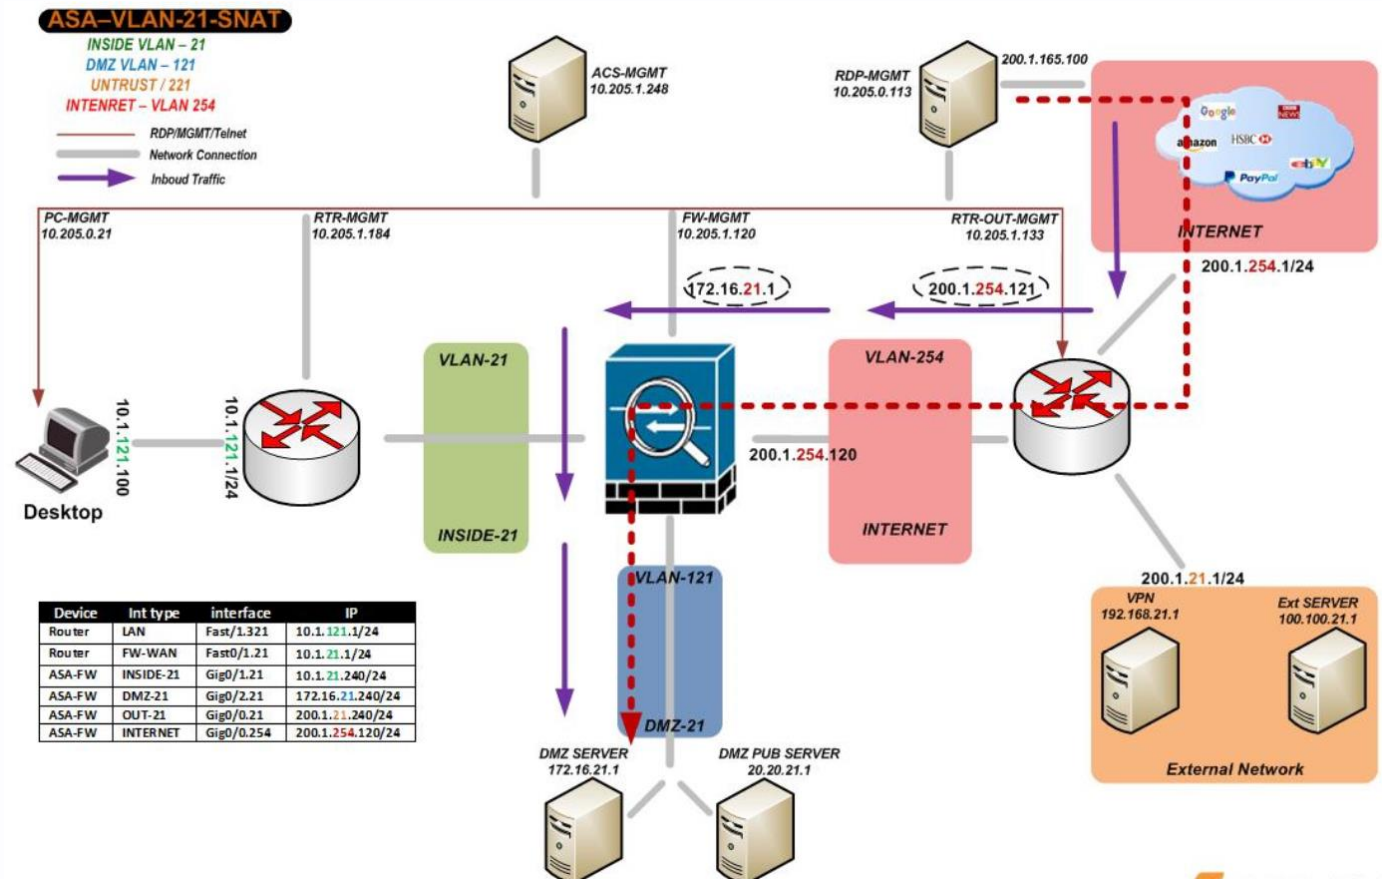 ASA–VLAN-21-SNAT
INSIDE VLAN – 21
DMZ VLAN – 121
UNTRUST / 221
INTENRET – VLAN 254
RDP/MGMT/Telnet
Network Connection
Inboud Traffic
ACS-MGMT
10.205.1.248
RDP-MGMT
10.205.0.113
200.1.165.100
Google
BBC
NEWS
amazon
HSBC
ebay
PayPal
INTERNET
200.1.254.1/24
PC-MGMT
10.205.0.21
RTR-MGMT
10.205.1.184
FW-MGMT
10.205.1.120
RTR-OUT-MGMT
10.205.1.133
172.16.21.1
200.1.254.121
VLAN-21
INSIDE-21
VLAN-254
INTERNET
10.1.121.100
10.1.121.1/24
Desktop
200.1.254.120
VLAN-121
DMZ-21
200.1.21.1/24
VPN
192.168.21.1
Ext SERVER
100.100.21.1
External Network
Device Int type interface IP
Router LAN Fast/1.321 10.1.121.1/24
Router FW-WAN Fast0/1.21 10.1.21.1/24
ASA-FW INSIDE-21 Gig0/1.21 10.1.21.240/24
ASA-FW DMZ-21 Gig0/2.21 172.16.21.240/24
ASA-FW OUT-21 Gig0/0.21 200.1.21.240/24
ASA-FW INTERNET Gig0/0.254 200.1.254.120/24
DMZ SERVER
172.16.21.1
DMZ PUB SERVER
20.20.21.1